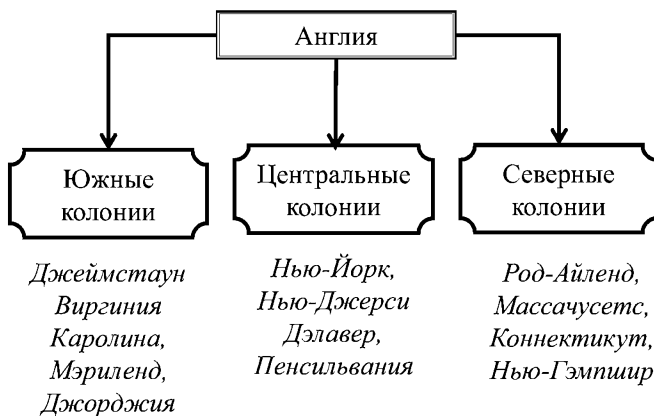 Англия
Южные
колонии
Центральные
колонии
Северные
колонии
Джеймстаун
Виргиния
Каролина,
Мэриленд,
Джорджия
Нью-Йорк,
Нью-Джерси
Дэлавер,
Пенсильвания
Род-Айленд,
Массачусетс,
Коннектикут,
Нью-Гэмпшир